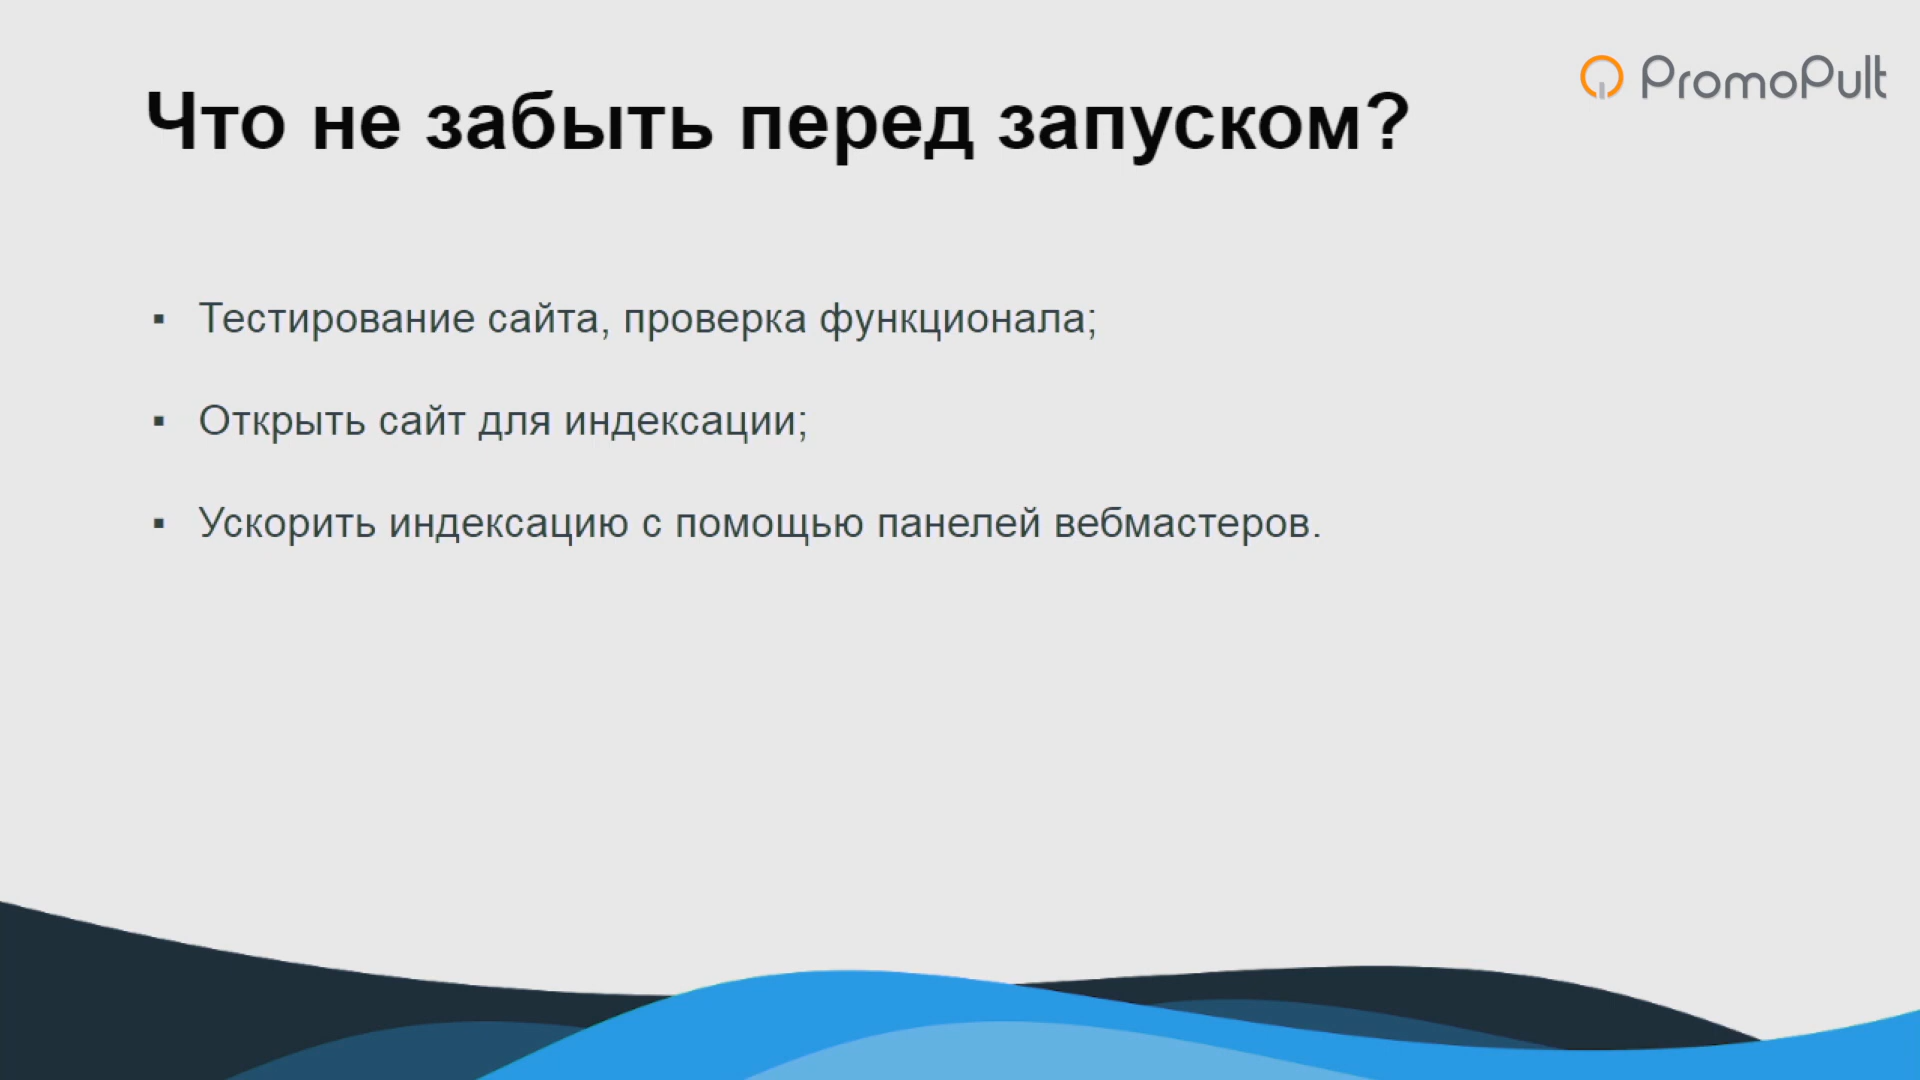 PromoPult
Что не забыть перед запуском?
▪ Тестирование сайта, проверка функционала;
▪ Открыть сайт для индексации;
▪ Ускорить индексацию с помощью панелей вебмастеров.